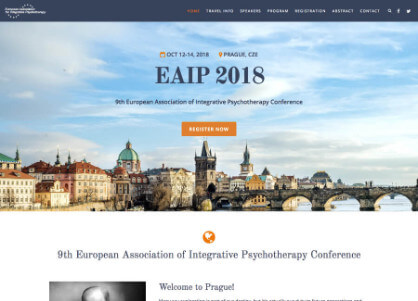 European Association
for Integrative Psychotherapy
HOME TRAVEL INFO SPEAKERS PROGRAM REGISTRATION ABSTRACT CONTACT
OCT 12-14, 2018 PRAGUE, CZE
EAIP 2018
9th European Association of Integrative Psychotherapy Conference
REGISTER NOW
9th European Association of Integrative Psychotherapy Conference
Welcome to Prague!